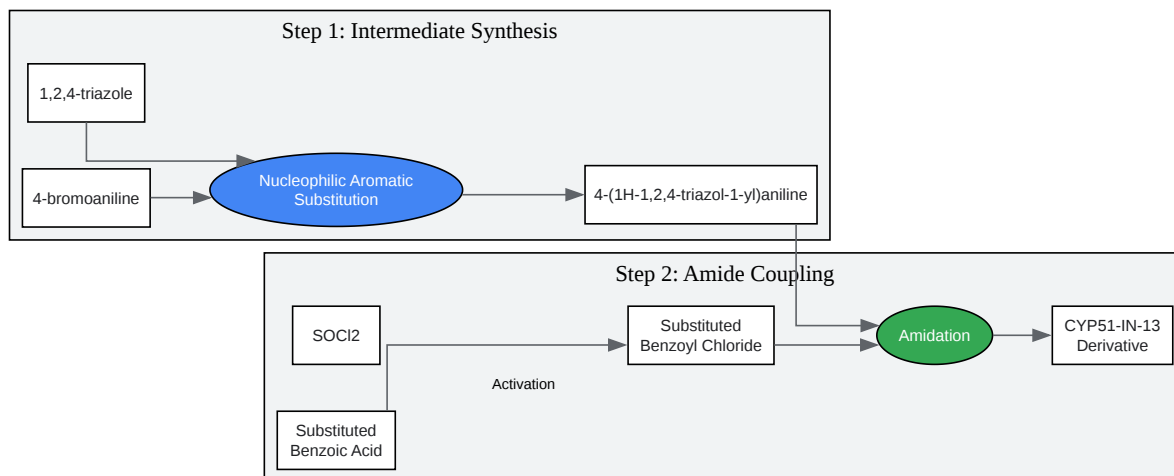 Step 1: Intermediate Synthesis
1,2,4-triazole
4-bromoaniline
Nucleophilic Aromatic
Substitution
4-(1H-1,2,4-triazol-1-yl)aniline
Step 2: Amide Coupling
SOCl2
Substituted
Benzoic Acid
Activation
Substituted
Benzoyl Chloride
Amidation
CYP51-IN-13
Derivative